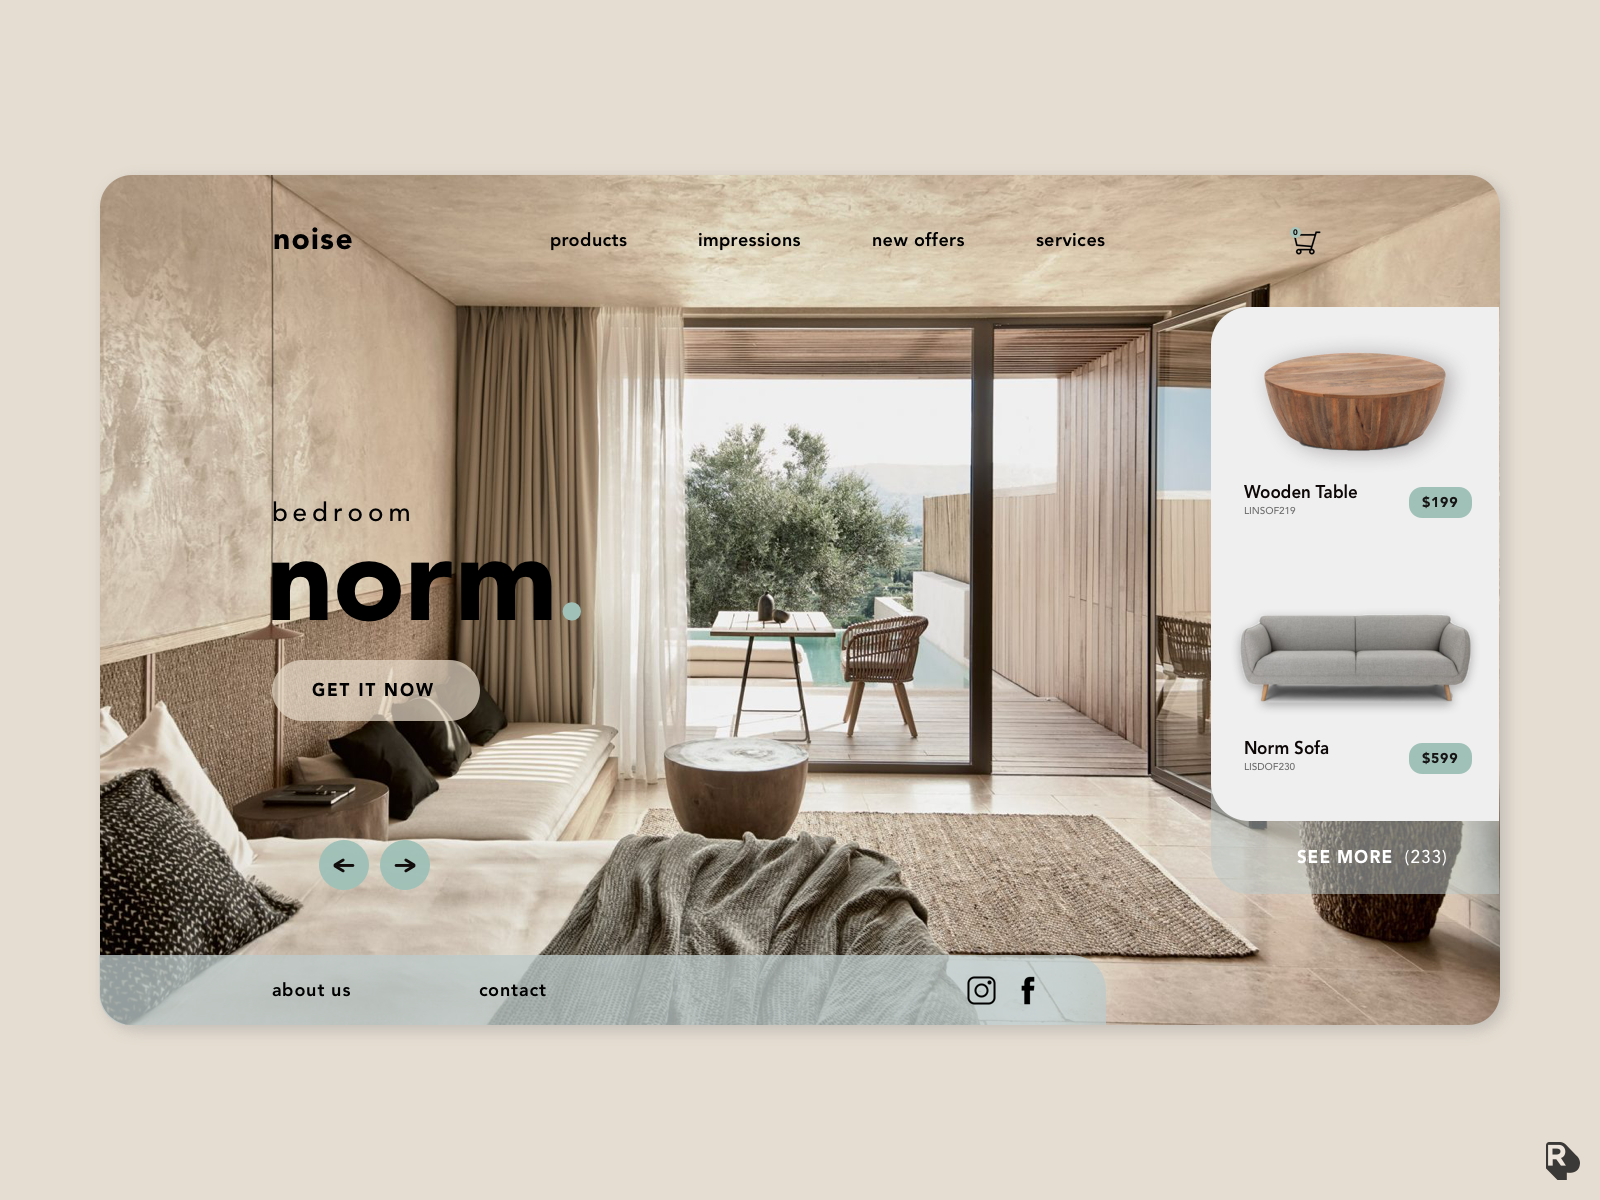 noise
products
impressions
new offers
services
0
bedroom
norm.
GET IT NOW
Wooden Table
LINSOF219
$199
Norm Sofa
LISDOF230
$599
SEE MORE (233)
about us
contact
R